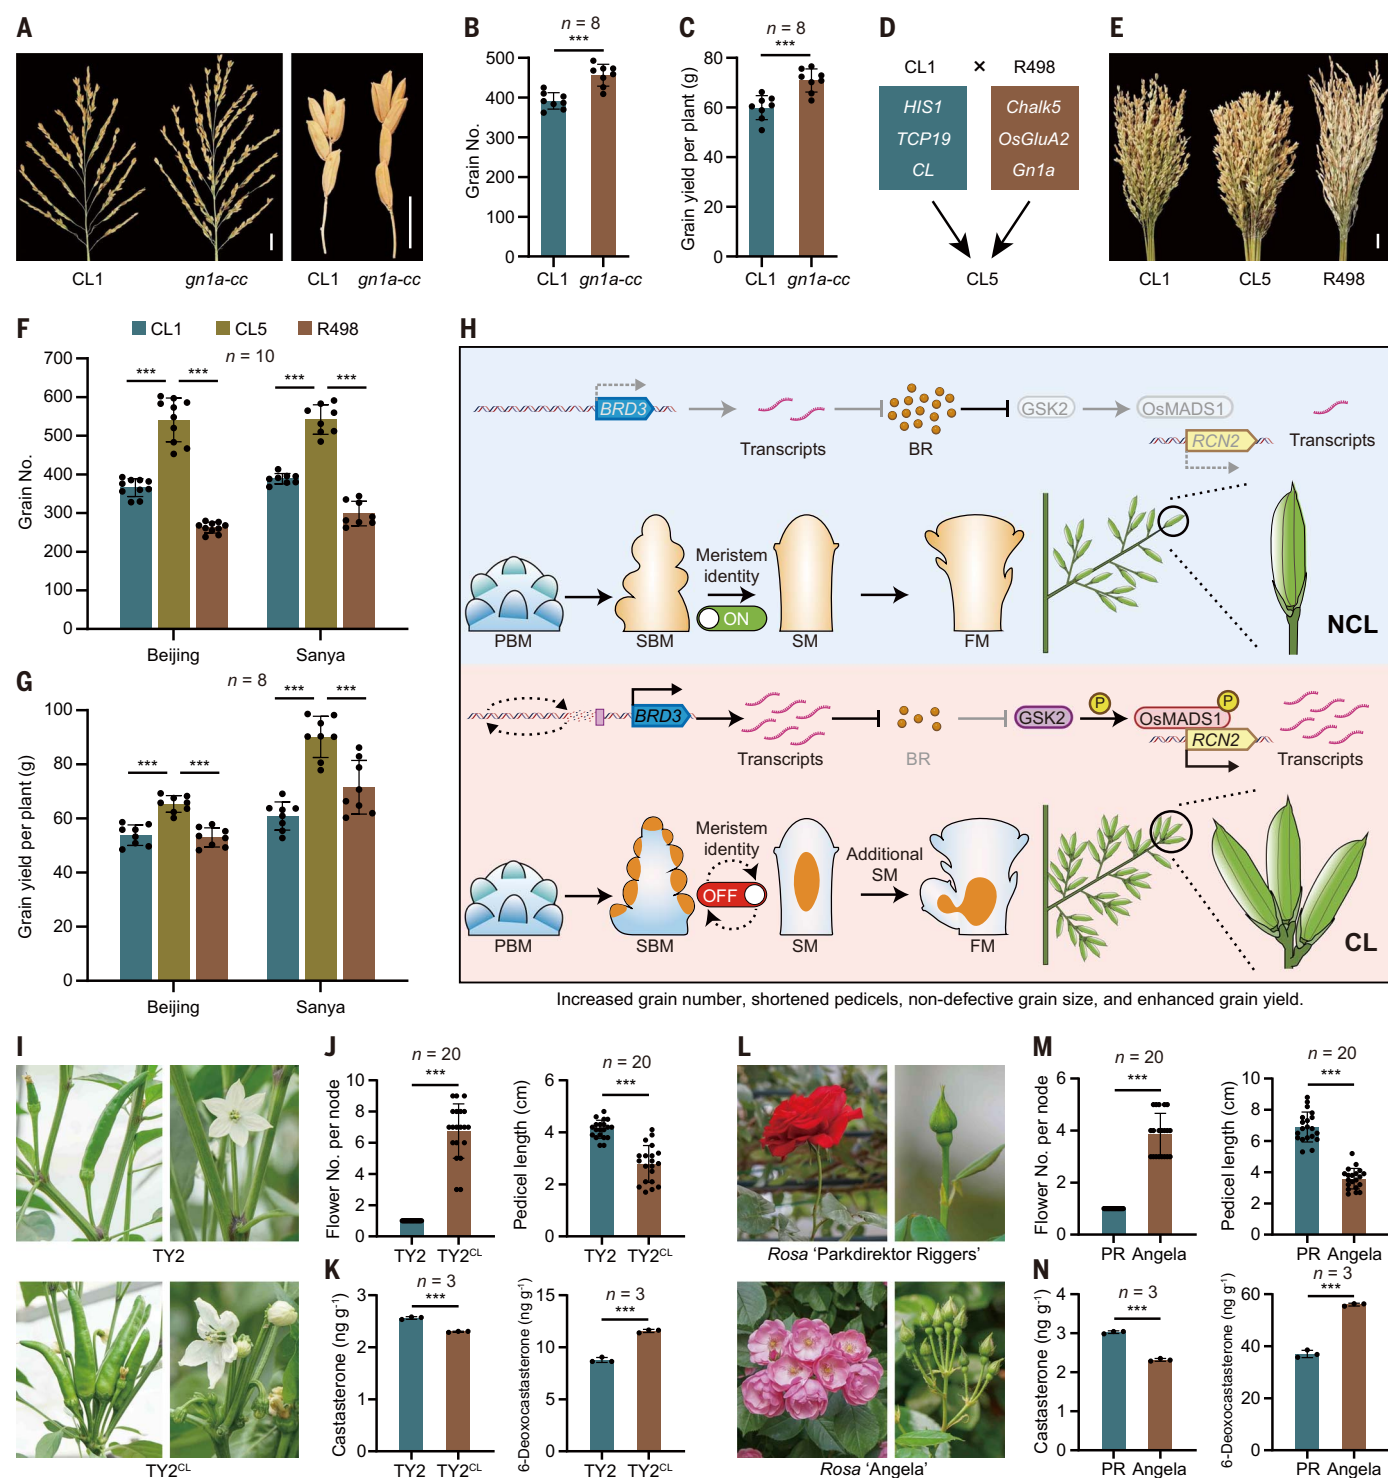 A
CL1
gn1a-cc
CL1
gn1a-cc
B
n = 8
***
Grain No.
500
400
300
200
100
0
CL1
gn1a-cc
C
n = 8
***
Grain yield per plant (g)
80
60
40
20
0
CL1
gn1a-cc
D
CL1 × R498
HIS1
TCP19
CL
Chalk5
OsGluA2
Gn1a
CL5
E
CL1
CL5
R498
F
CL1
CL5
R498
n = 10
Grain No.
700
600
500
400
300
200
100
0
***
***
***
***
Beijing
Sanya
G
n = 8
Grain yield per plant (g)
100
80
60
40
20
0
***
***
***
***
Beijing
Sanya
H
BRD3
Transcripts
BR
GSK2
OsMADS1
RCN2
Transcripts
PBM
SBM
Meristem
identity
ON
SM
FM
NCL
BRD3
Transcripts
BR
GSK2
P
OsMADS1
P
RCN2
Transcripts
PBM
SBM
Meristem
identity
OFF
SM
Additional
SM
FM
CL
Increased grain number, shortened pedicels, non-defective grain size, and enhanced grain yield.
I
TY2
TY2CL
J
n = 20
***
Flower No. per node
10
8
6
4
2
0
TY2
TY2CL
n = 20
***
Pedicel length (cm)
6
4
2
0
TY2
TY2CL
K
n = 3
***
Castasterone (ng g-1)
3
2
1
0
TY2
TY2CL
n = 3
***
6-Deoxocastasterone (ng g-1)
15
10
5
0
TY2
TY2CL
L
Rosa ‘Parkdirektor Riggers’
Rosa ‘Angela’
M
n = 20
***
Flower No. per node
6
4
2
0
PR
Angela
n = 20
***
Pedicel length (cm)
10
8
6
4
2
0
PR
Angela
N
n = 3
***
Castasterone (ng g-1)
4
3
2
1
0
PR
Angela
n = 3
***
6-Deoxocastasterone (ng g-1)
60
40
20
0
PR
Angela